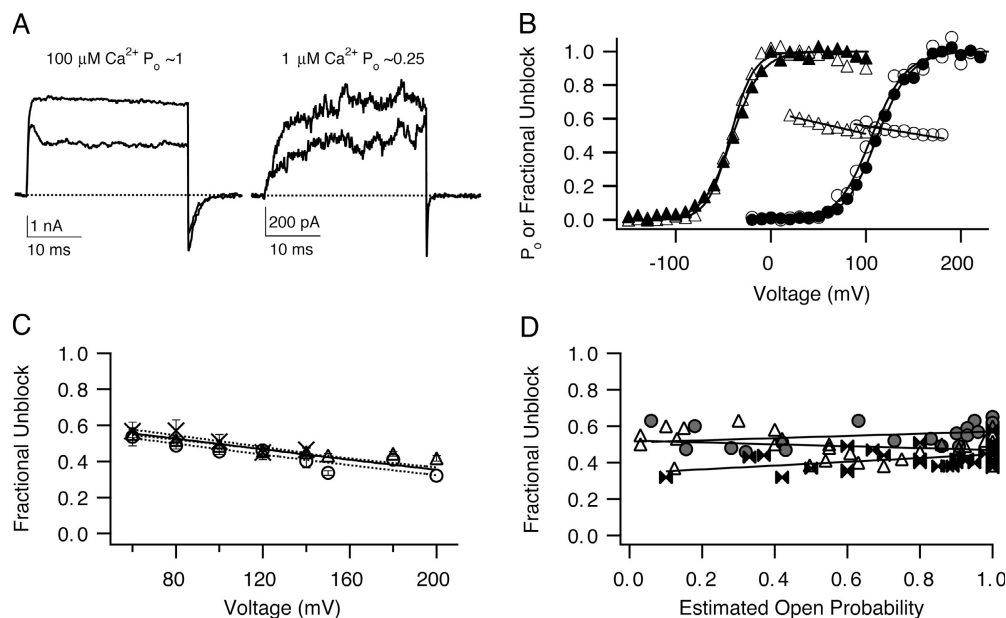 A
100 μM Ca2+ Po ~1
1 μM Ca2+ Po ~0.25
1 nA
10 ms
200 pA
10 ms
B
Po or Fractional Unblock
1.0
0.8
0.6
0.4
0.2
0.0
-100 0 100 200
Voltage (mV)
C
Fractional Unblock
1.0
0.8
0.6
0.4
0.2
0.0
80 120 160 200
Voltage (mV)
D
Fractional Unblock
1.0
0.8
0.6
0.4
0.2
0.0
0.0 0.2 0.4 0.6 0.8 1.0
Estimated Open Probability